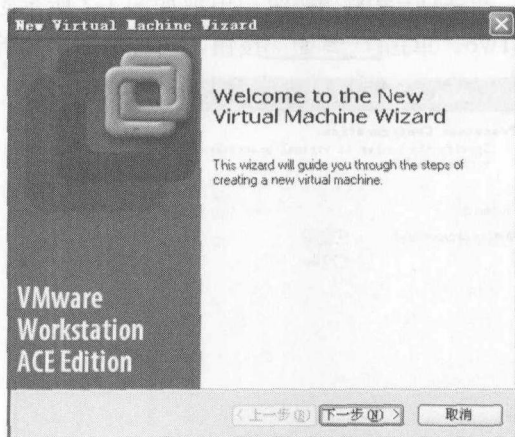 New Virtual Machine Wizard
Welcome to the New
Virtual Machine Wizard
This wizard will guide you through the steps of
creating a new virtual machine.
VMware
Workstation
ACE Edition
< 上一步(B)
下一步(N) >
取消